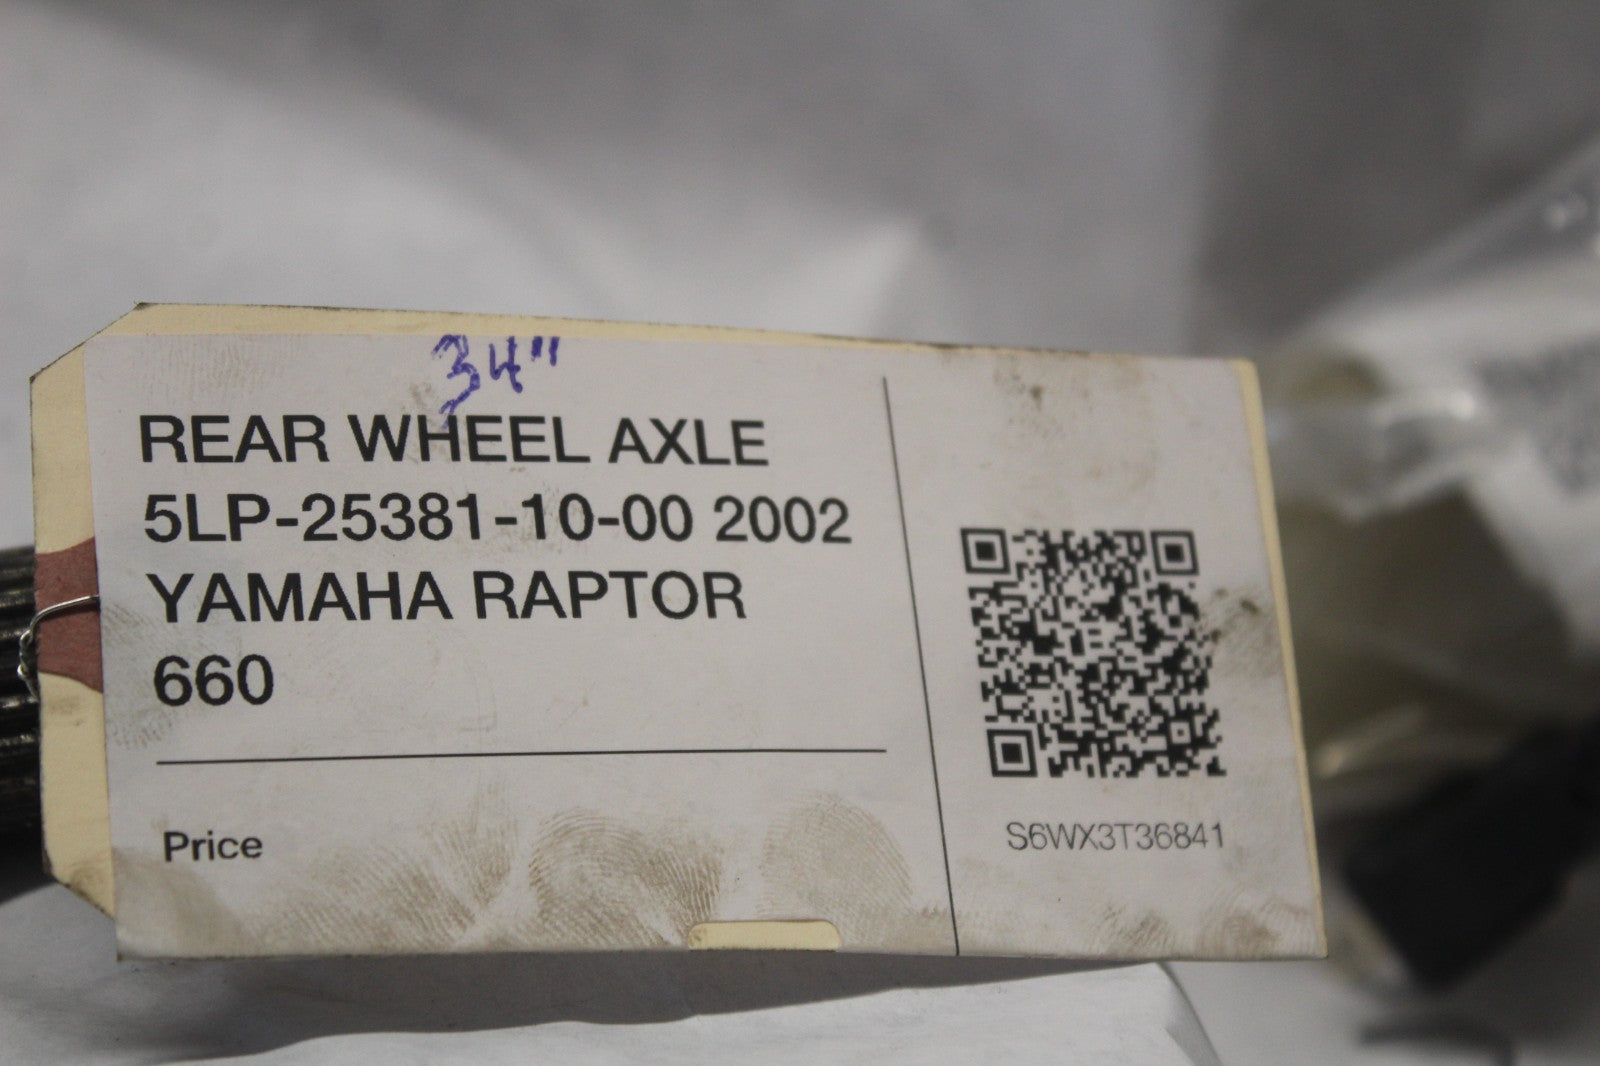 34"
REAR WHEEL AXLE
5LP-25381-10-00 2002
YAMAHA RAPTOR
660
Price
S6WX3T36841